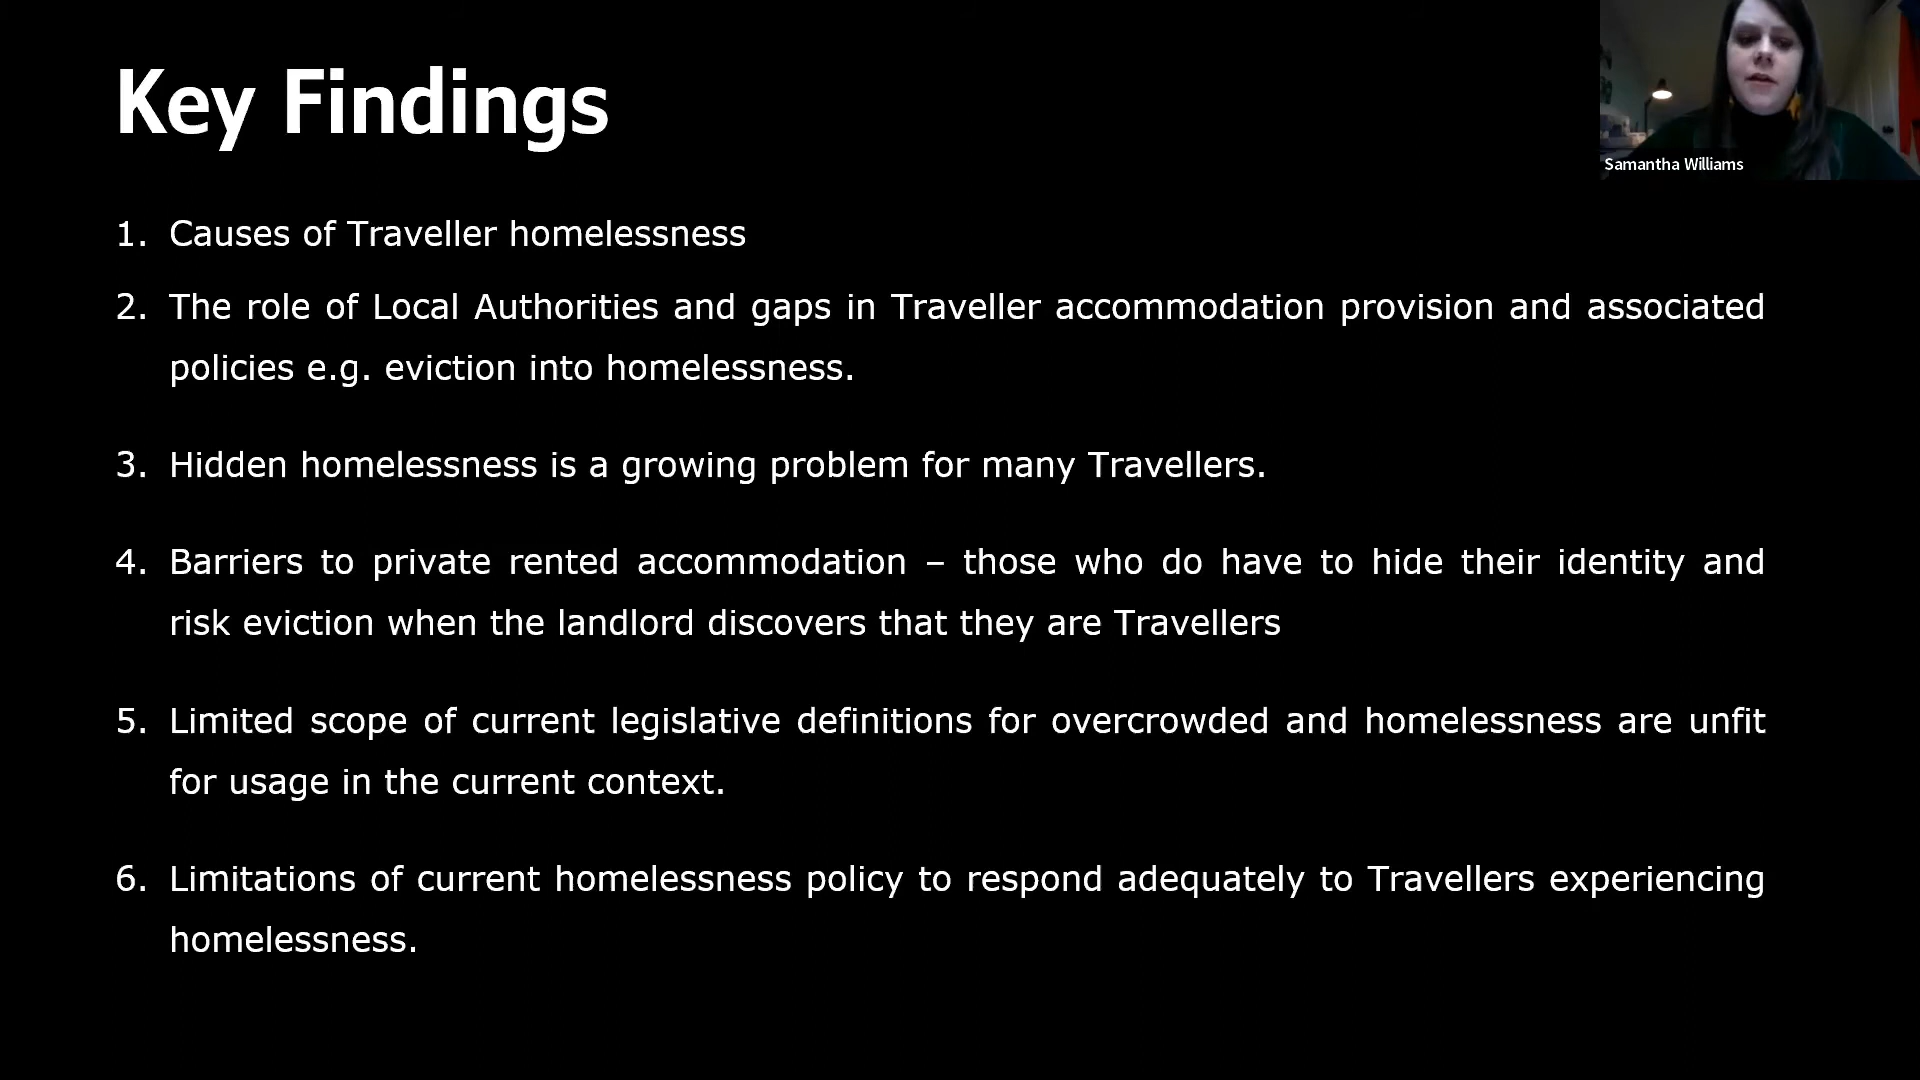 Key Findings
Samantha Williams
1. Causes of Traveller homelessness
2. The role of Local Authorities and gaps in Traveller accommodation provision and associated
policies e.g. eviction into homelessness.
3. Hidden homelessness is a growing problem for many Travellers.
4. Barriers to private rented accommodation – those who do have to hide their identity and
risk eviction when the landlord discovers that they are Travellers
5. Limited scope of current legislative definitions for overcrowded and homelessness are unfit
for usage in the current context.
6. Limitations of current homelessness policy to respond adequately to Travellers experiencing
homelessness.